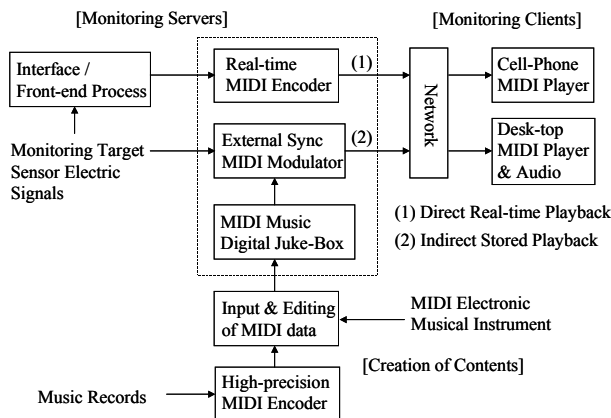 [Monitoring Servers]
[Monitoring Clients]
Interface /
Front-end Process
Real-time
MIDI Encoder
(1)
Network
Cell-Phone
MIDI Player
Monitoring Target
Sensor Electric
Signals
External Sync
MIDI Modulator
(2)
Desk-top
MIDI Player
& Audio
MIDI Music
Digital Juke-Box
(1) Direct Real-time Playback
(2) Indirect Stored Playback
Input & Editing
of MIDI data
MIDI Electronic
Musical Instrument
[Creation of Contents]
Music Records
High-precision
MIDI Encoder